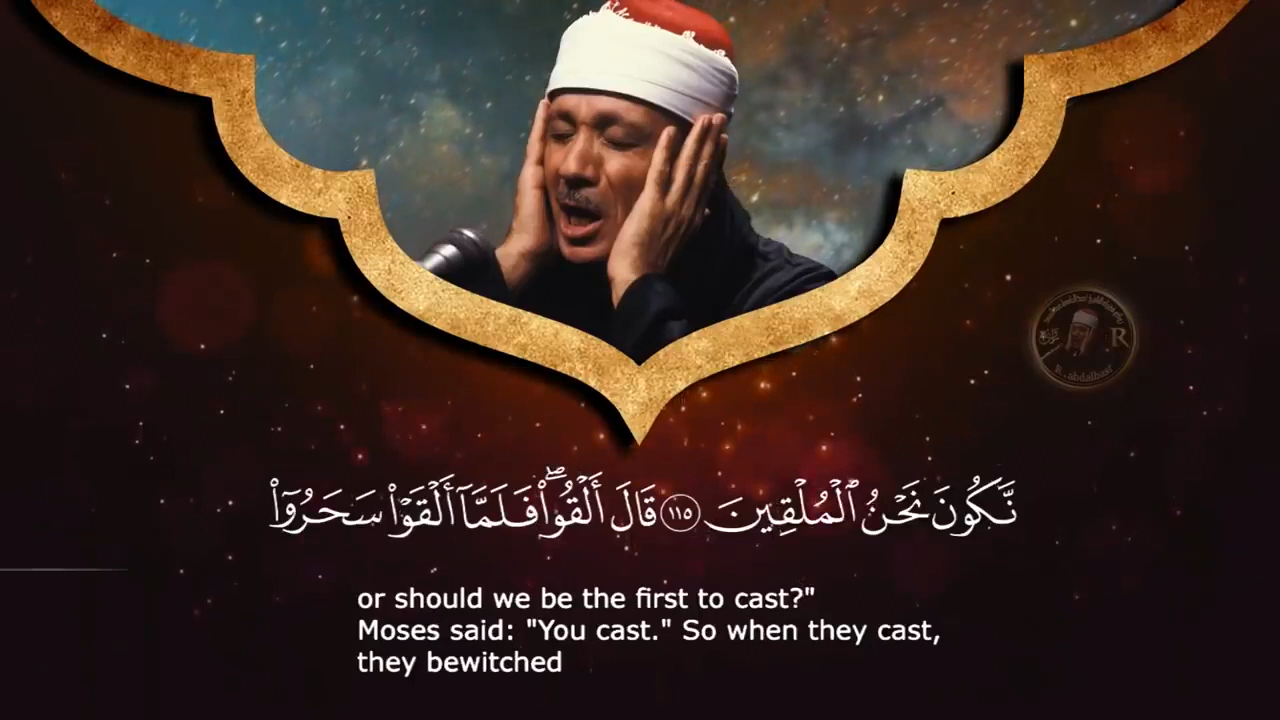 نَّكُونَ نَحْنُ ٱلْمُلْقِينَ ١١٥ قَالَ أَلْقُوا۟ۖ فَلَمَّآ أَلْقَوْا۟ سَحَرُوٓا۟
or should we be the first to cast?"
Moses said: "You cast." So when they cast,
they bewitched
R